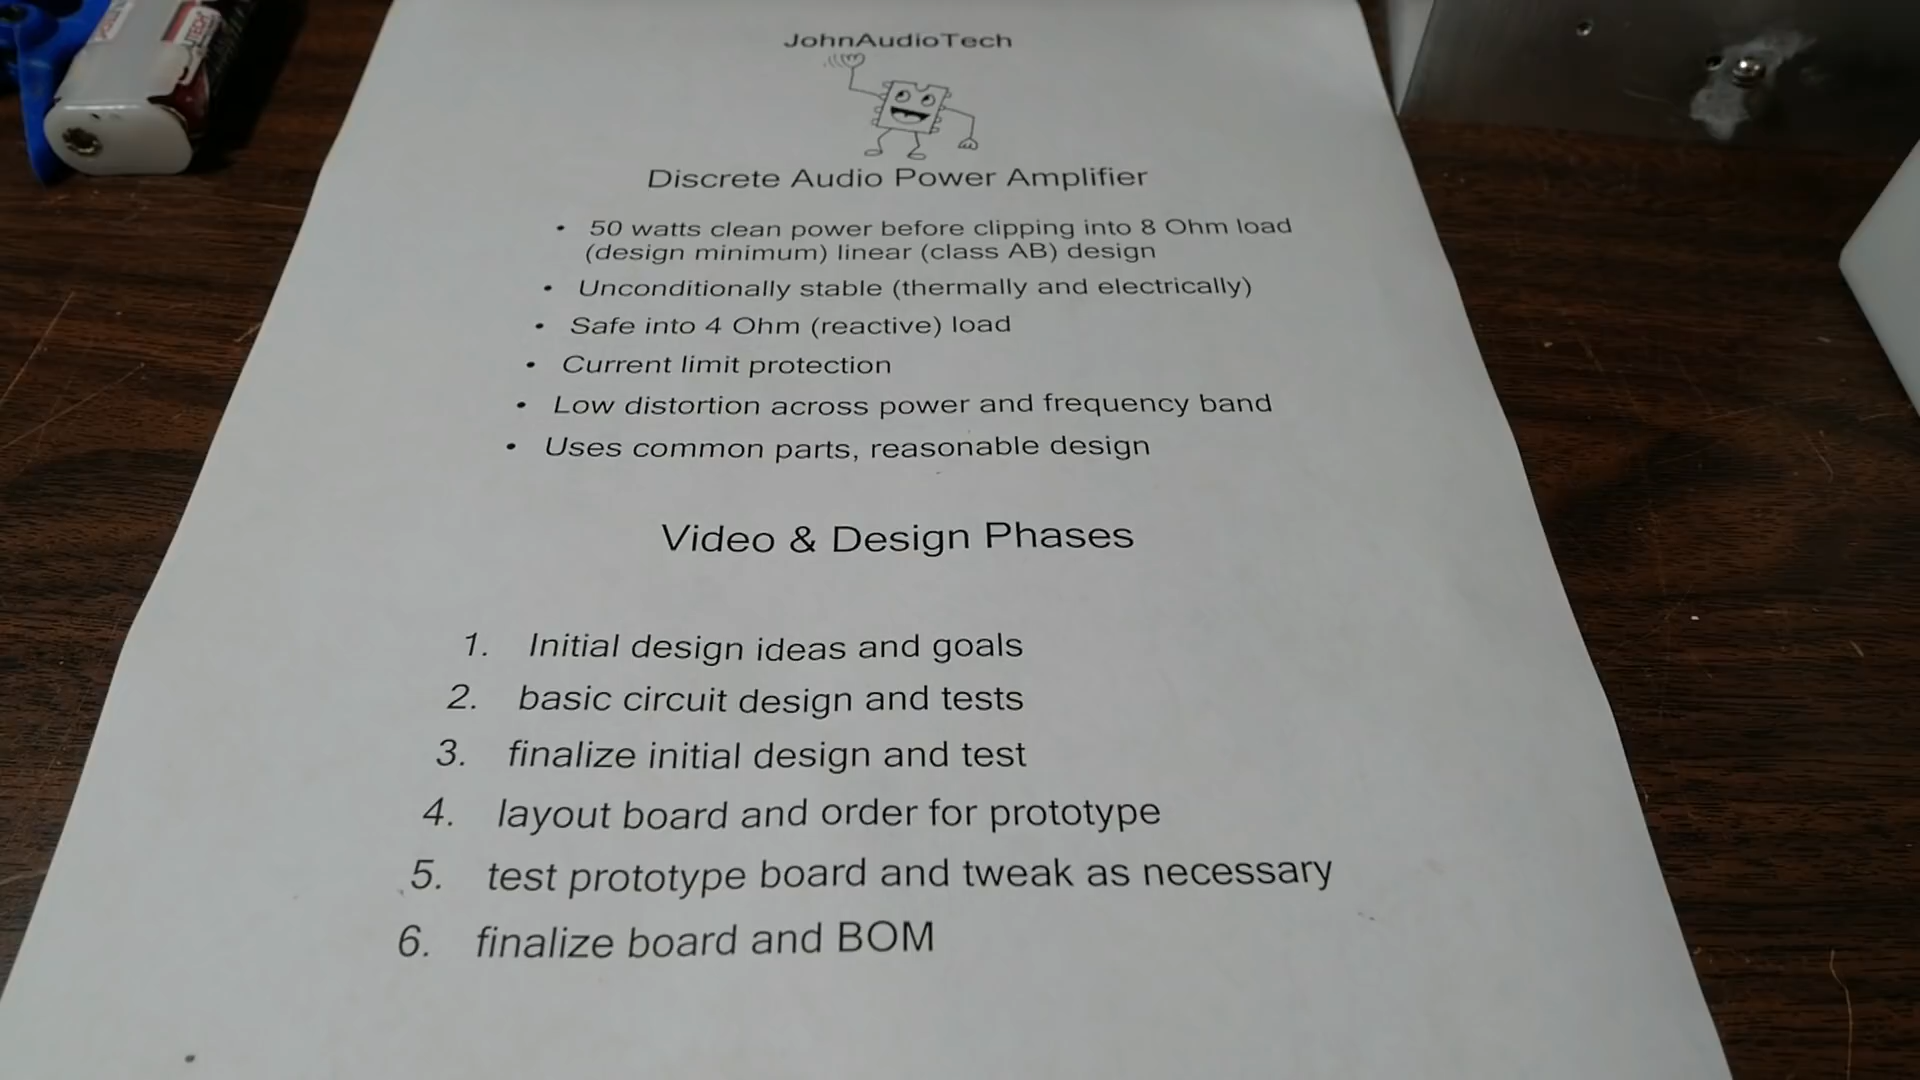 JohnAudioTech
Discrete Audio Power Amplifier
• 50 watts clean power before clipping into 8 Ohm load
(design minimum) linear (class AB) design
• Unconditionally stable (thermally and electrically)
• Safe into 4 Ohm (reactive) load
• Current limit protection
• Low distortion across power and frequency band
• Uses common parts, reasonable design
Video & Design Phases
1. Initial design ideas and goals
2. basic circuit design and tests
3. finalize initial design and test
4. layout board and order for prototype
5. test prototype board and tweak as necessary
6. finalize board and BOM